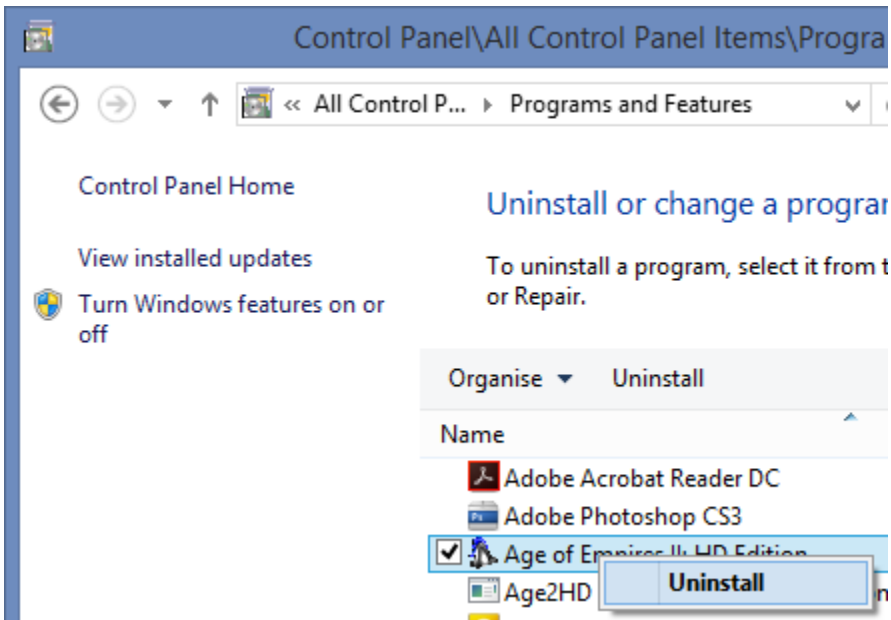 Control Panel\All Control Panel Items\Progra
« All Control P... Programs and Features
Control Panel Home
View installed updates
Turn Windows features on or
off
Uninstall or change a progra
To uninstall a program, select it from t
or Repair.
Organise Uninstall
Name
Adobe Acrobat Reader DC
Adobe Photoshop CS3
Age of Empires II: HD Edition
Uninstall
Age2HD